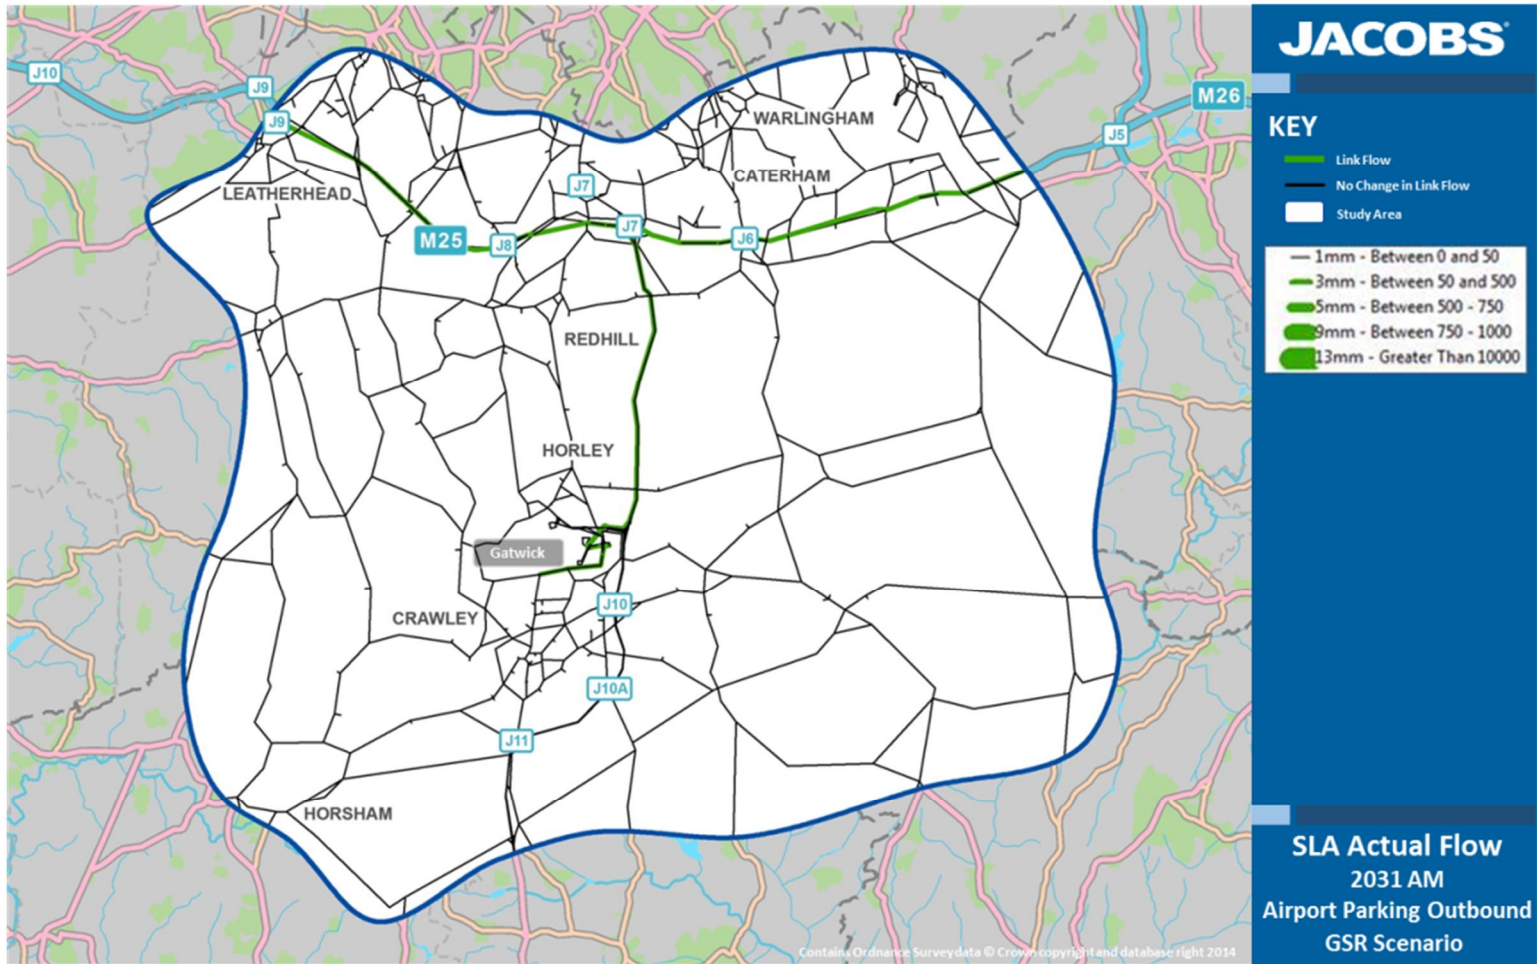 JACOBS
J10
J9
J9
M26
J5
KEY
Link Flow
No Change in Link Flow
Study Area
1mm - Between 0 and 50
3mm - Between 50 and 500
5mm - Between 500 - 750
9mm - Between 750 - 1000
13mm - Greater Than 10000
WARLINGHAM
CATERHAM
LEATHERHEAD
J7
J7
M25
J8
J6
REDHILL
HORLEY
Gatwick
CRAWLEY
J10
J10A
J11
HORSHAM
SLA Actual Flow
2031 AM
Airport Parking Outbound
GSR Scenario
Contains Ordnance Survey data © Crown copyright and database right 2014